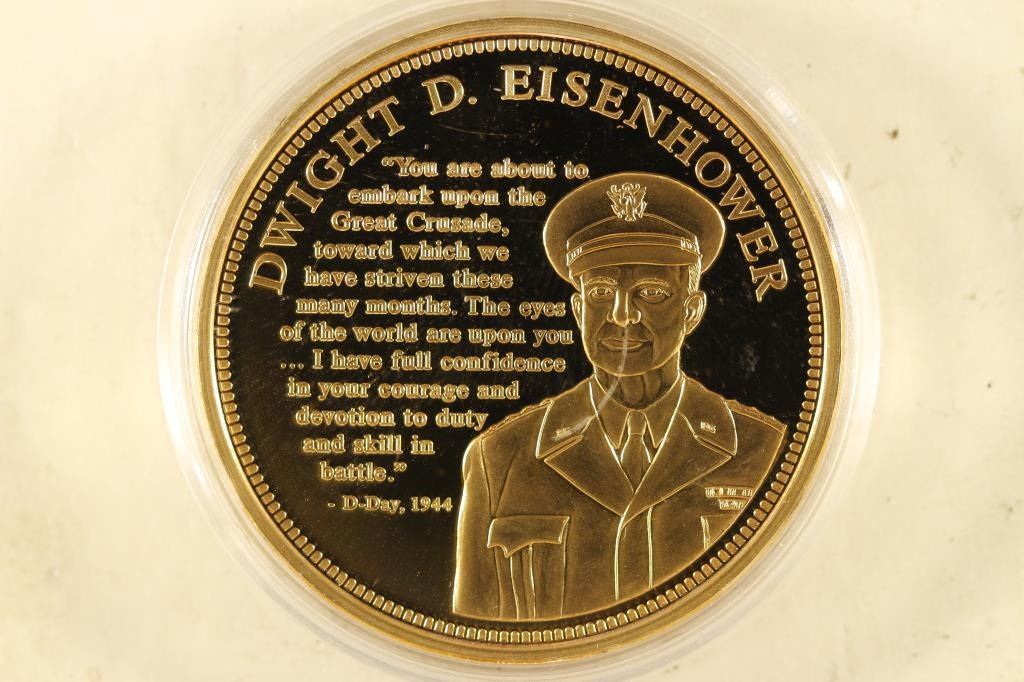 DWIGHT D. EISENHOWER
“You are about to
embark upon the
Great Crusade,
toward which we
have striven these
many months. The eyes
of the world are upon you
... I have full confidence
in your courage and
devotion to duty
and skill in
battle.”
- D-Day, 1944